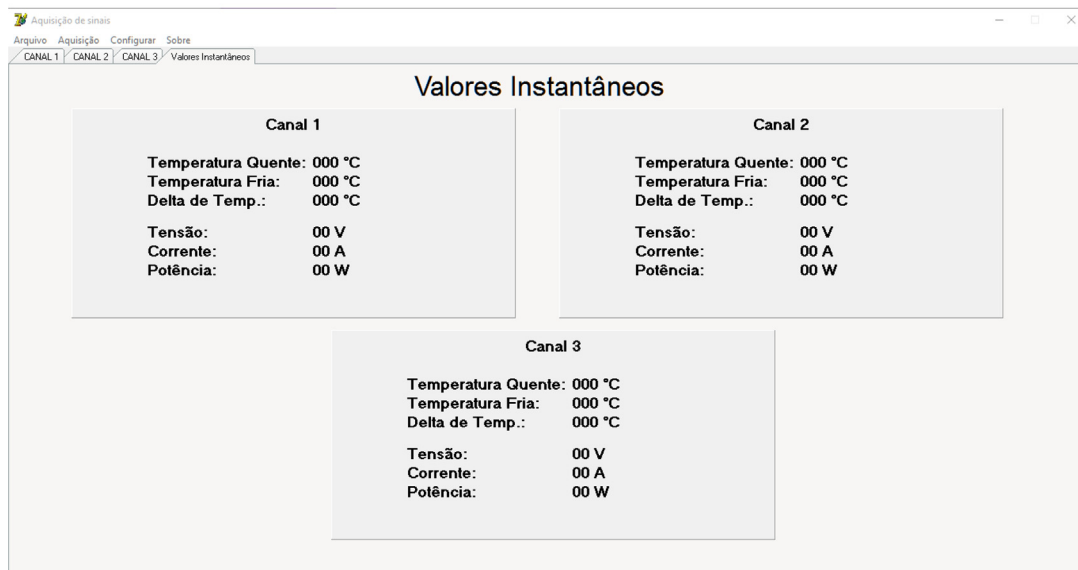 Aquisição de sinais
Arquivo Aquisição Configurar Sobre
CANAL 1 CANAL 2 CANAL 3 Valores Instantâneos
Valores Instantâneos
Canal 1
Temperatura Quente: 000 °C
Temperatura Fria: 000 °C
Delta de Temp.: 000 °C
Tensão: 00 V
Corrente: 00 A
Potência: 00 W
Canal 2
Temperatura Quente: 000 °C
Temperatura Fria: 000 °C
Delta de Temp.: 000 °C
Tensão: 00 V
Corrente: 00 A
Potência: 00 W
Canal 3
Temperatura Quente: 000 °C
Temperatura Fria: 000 °C
Delta de Temp.: 000 °C
Tensão: 00 V
Corrente: 00 A
Potência: 00 W